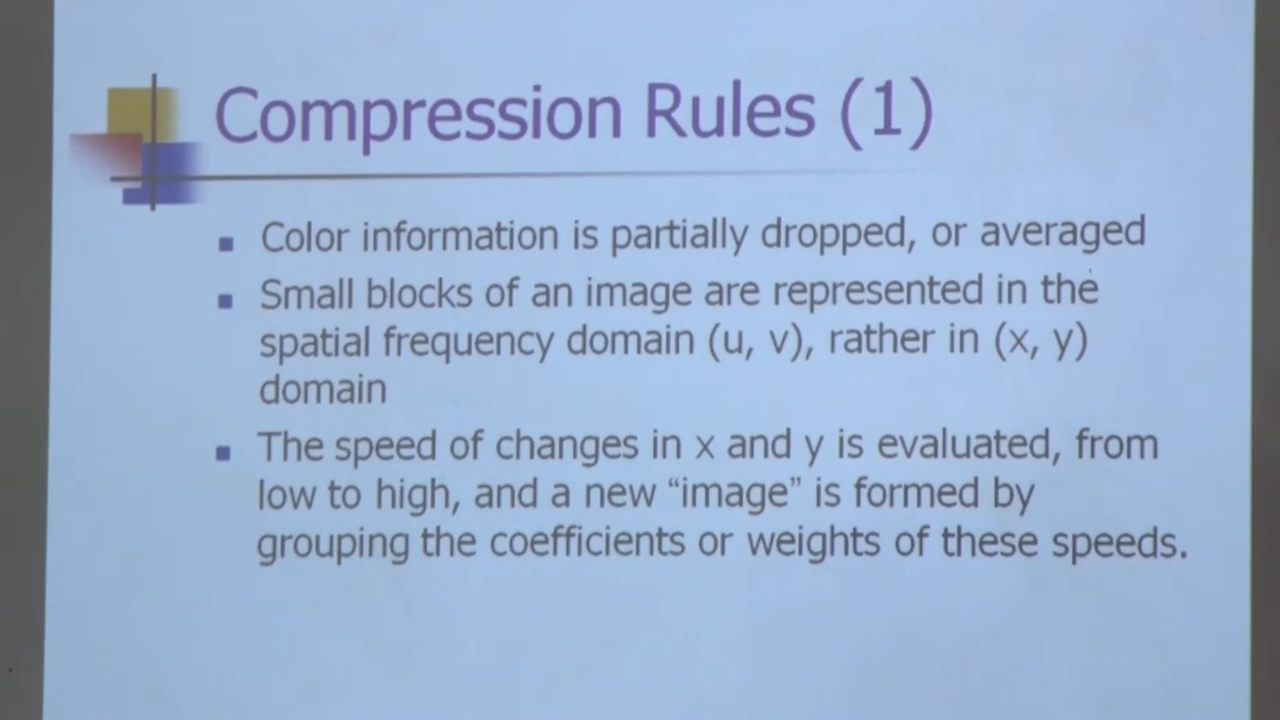 Compression Rules (1)
Color information is partially dropped, or averaged
Small blocks of an image are represented in the
spatial frequency domain (u, v), rather in (x, y)
domain
The speed of changes in x and y is evaluated, from
low to high, and a new “image” is formed by
grouping the coefficients or weights of these speeds.